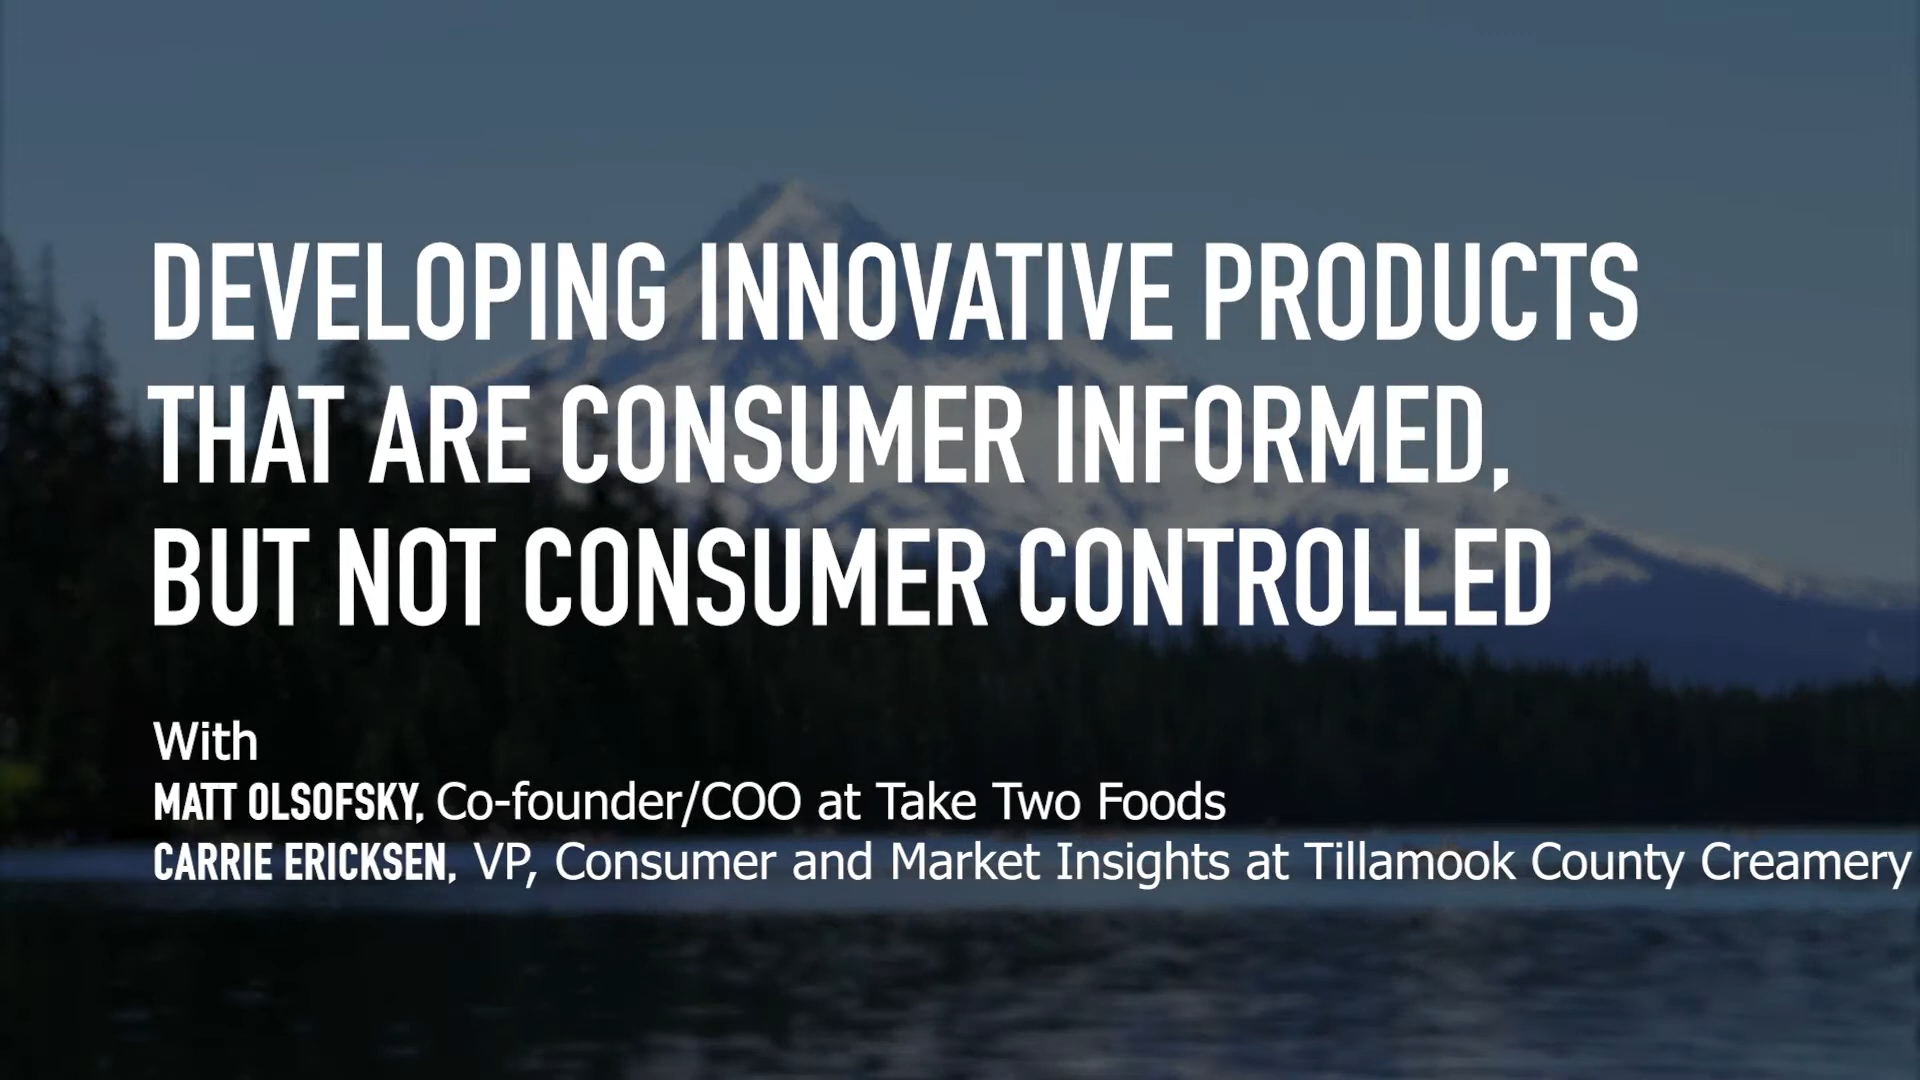 DEVELOPING INNOVATIVE PRODUCTS
THAT ARE CONSUMER INFORMED,
BUT NOT CONSUMER CONTROLLED
With
MATT OLSOFSKY, Co-founder/COO at Take Two Foods
CARRIE ERICKSEN, VP, Consumer and Market Insights at Tillamook County Creamery